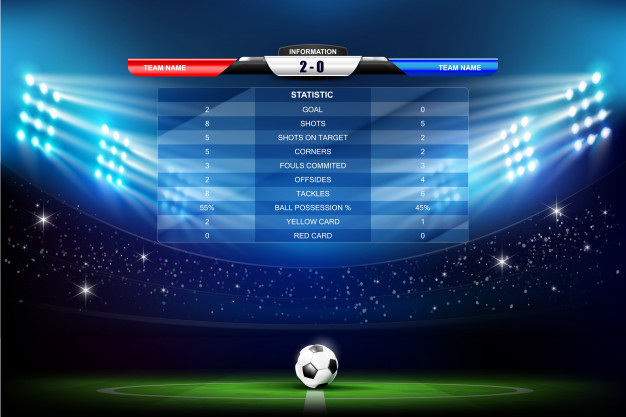 INFORMATION
TEAM NAME 2 - 0 TEAM NAME
STATISTIC
2 GOAL 0
8 SHOTS 5
5 SHOTS ON TARGET 2
5 CORNERS 2
3 FOULS COMMITED 3
2 OFFSIDES 4
8 TACKLES 6
55% BALL POSSESSION % 45%
2 YELLOW CARD 1
0 RED CARD 0